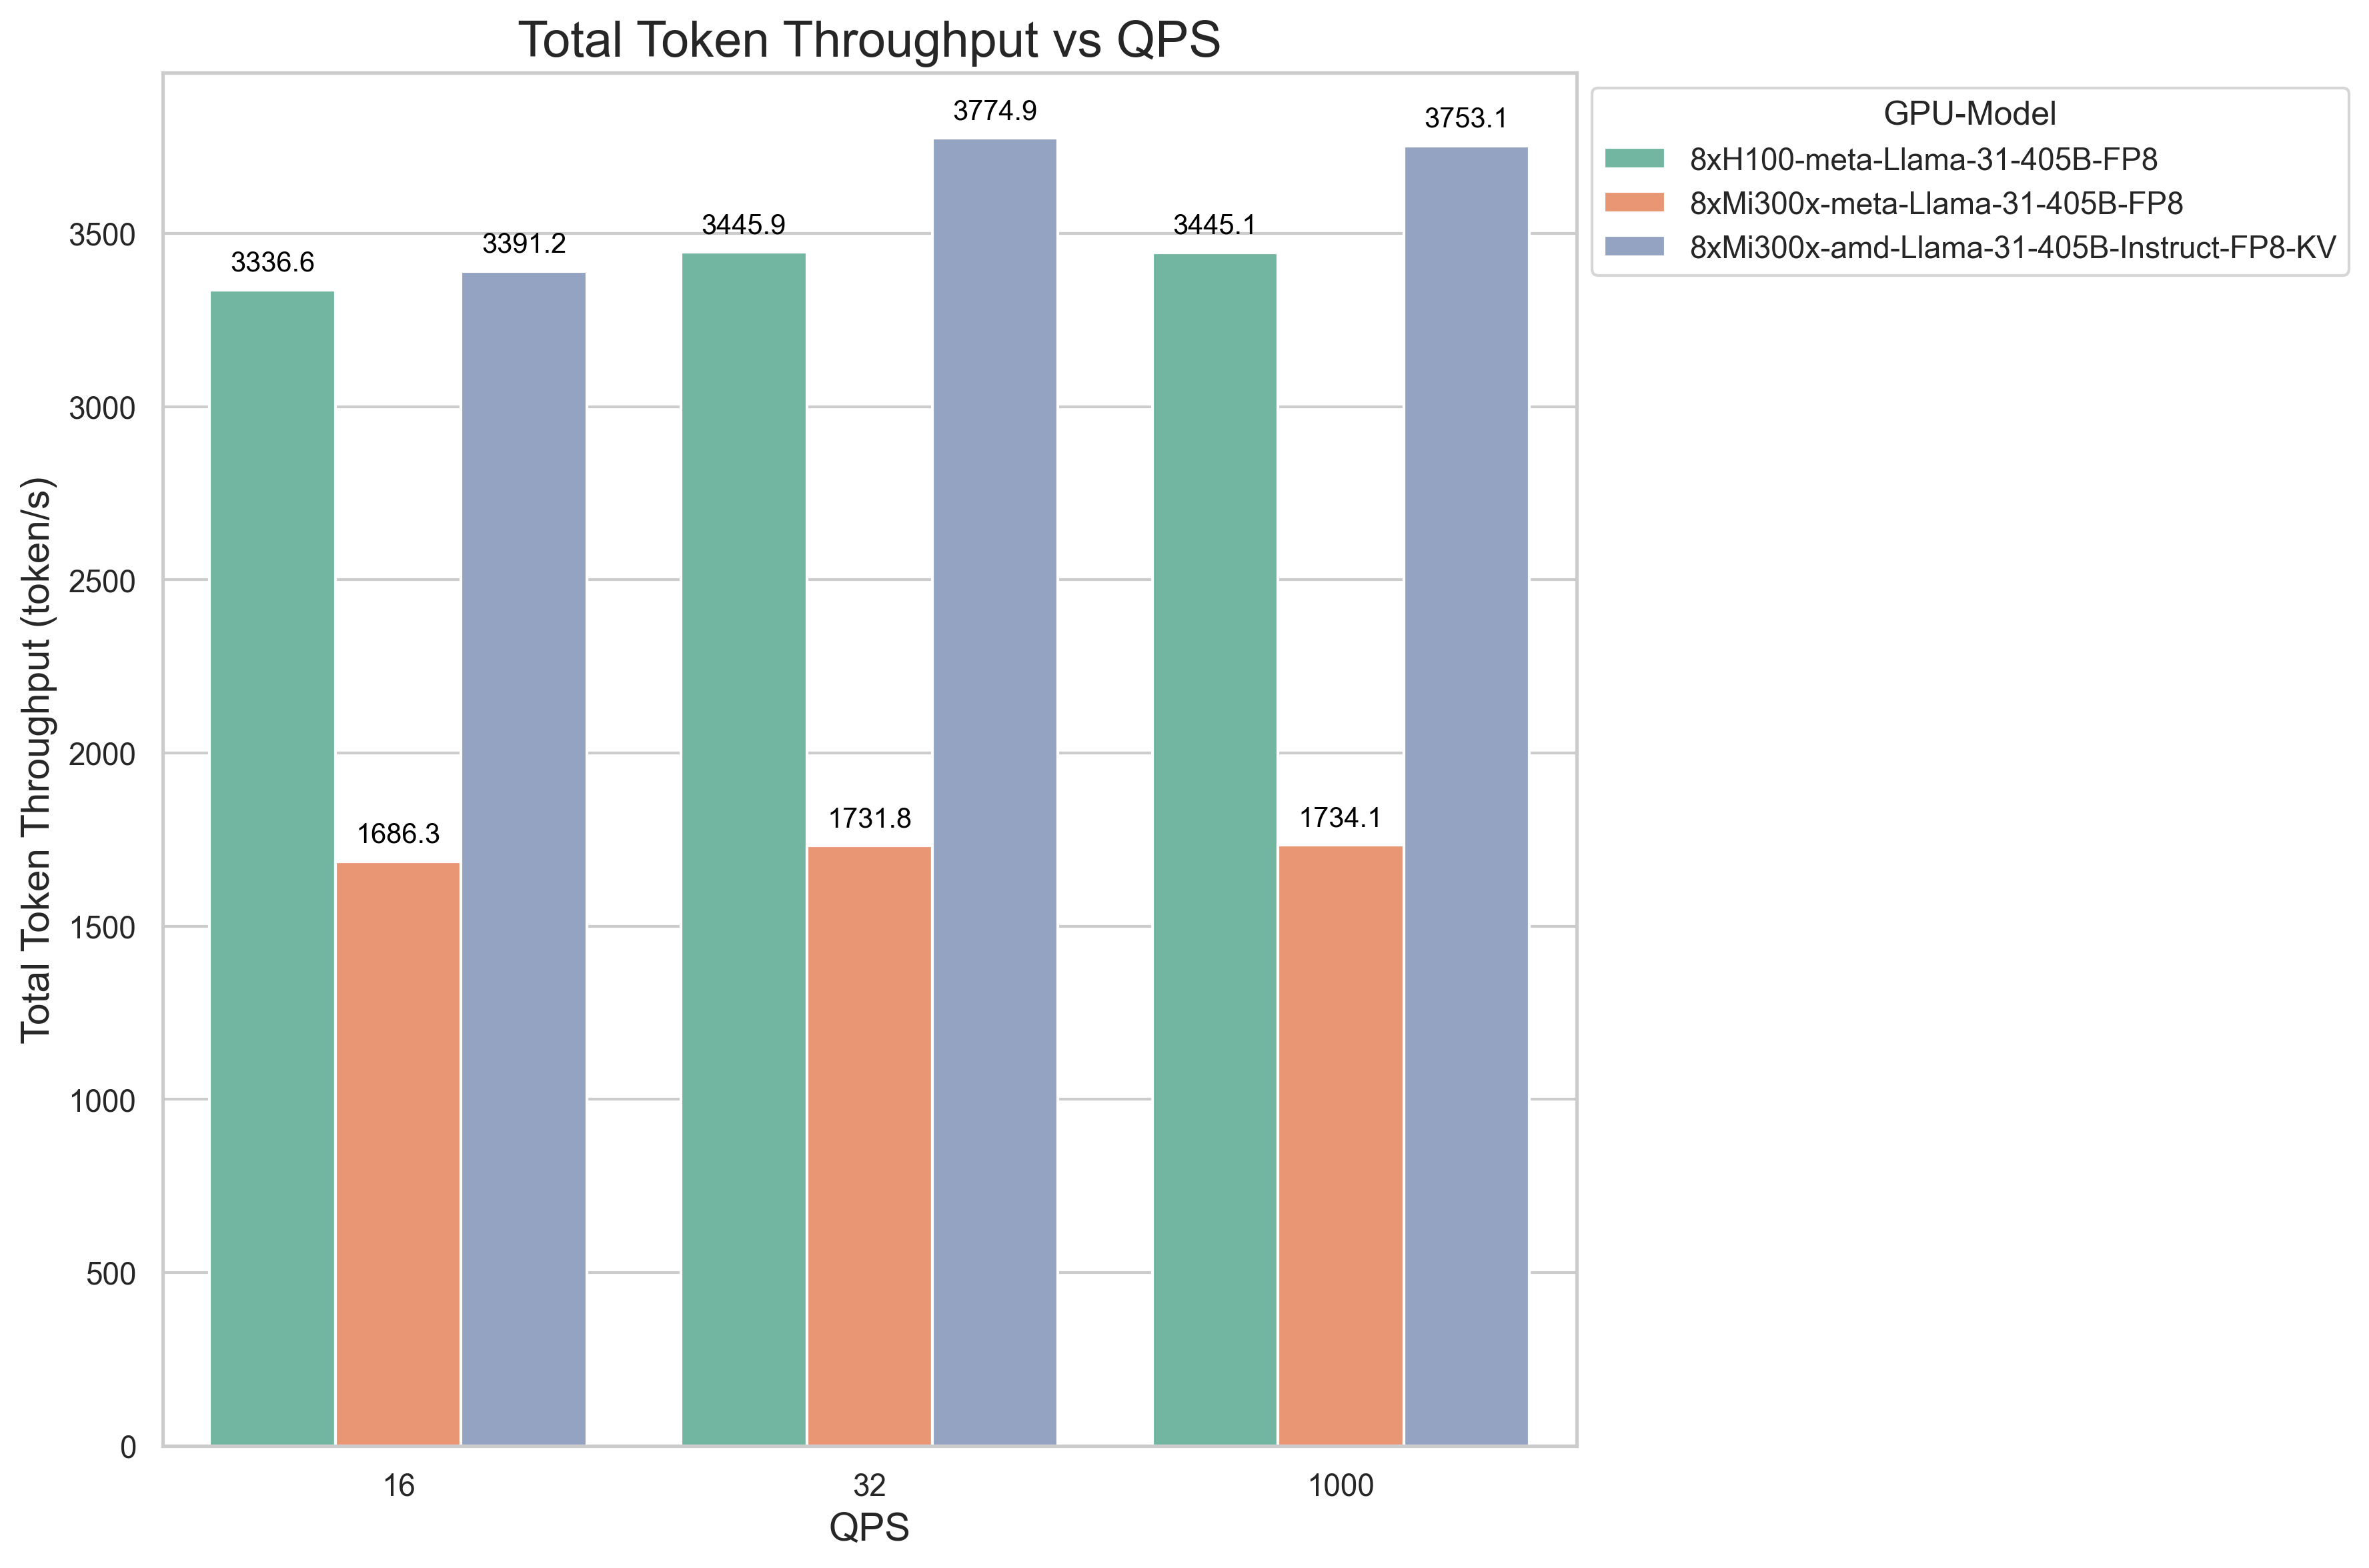 Total Token Throughput vs QPS
GPU-Model
8xH100-meta-Llama-31-405B-FP8
8xMi300x-meta-Llama-31-405B-FP8
8xMi300x-amd-Llama-31-405B-Instruct-FP8-KV
Total Token Throughput (token/s)
3500
3000
2500
2000
1500
1000
500
0
3336.6
1686.3
3391.2
3445.9
1731.8
3774.9
3445.1
1734.1
3753.1
16
32
1000
QPS